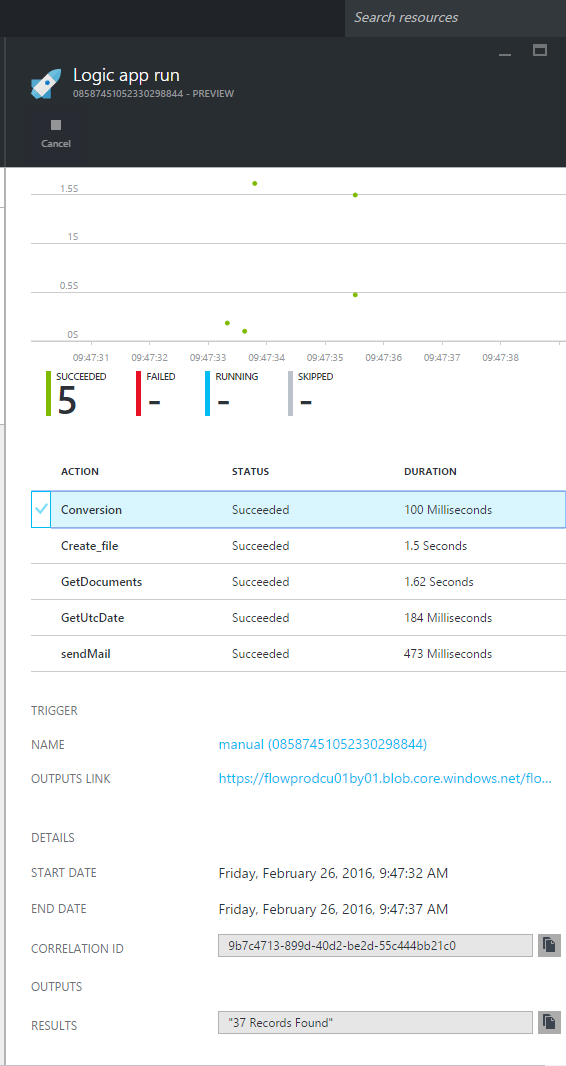 Search resources
Logic app run
08587451052330298844 - PREVIEW
Cancel
1.5S
1S
0.5S
0S
09:47:31 09:47:32 09:47:33 09:47:34 09:47:35 09:47:36 09:47:37 09:47:38
SUCCEEDED FAILED RUNNING SKIPPED
5 - - -
ACTION STATUS DURATION
Conversion Succeeded 100 Milliseconds
Create_file Succeeded 1.5 Seconds
GetDocuments Succeeded 1.62 Seconds
GetUtcDate Succeeded 184 Milliseconds
sendMail Succeeded 473 Milliseconds
TRIGGER
NAME manual (08587451052330298844)
OUTPUTS LINK https://flowprodcu01by01.blob.core.windows.net/flo...
DETAILS
START DATE Friday, February 26, 2016, 9:47:32 AM
END DATE Friday, February 26, 2016, 9:47:37 AM
CORRELATION ID 9b7c4713-899d-40d2-be2d-55c444bb21c0
OUTPUTS
RESULTS "37 Records Found"